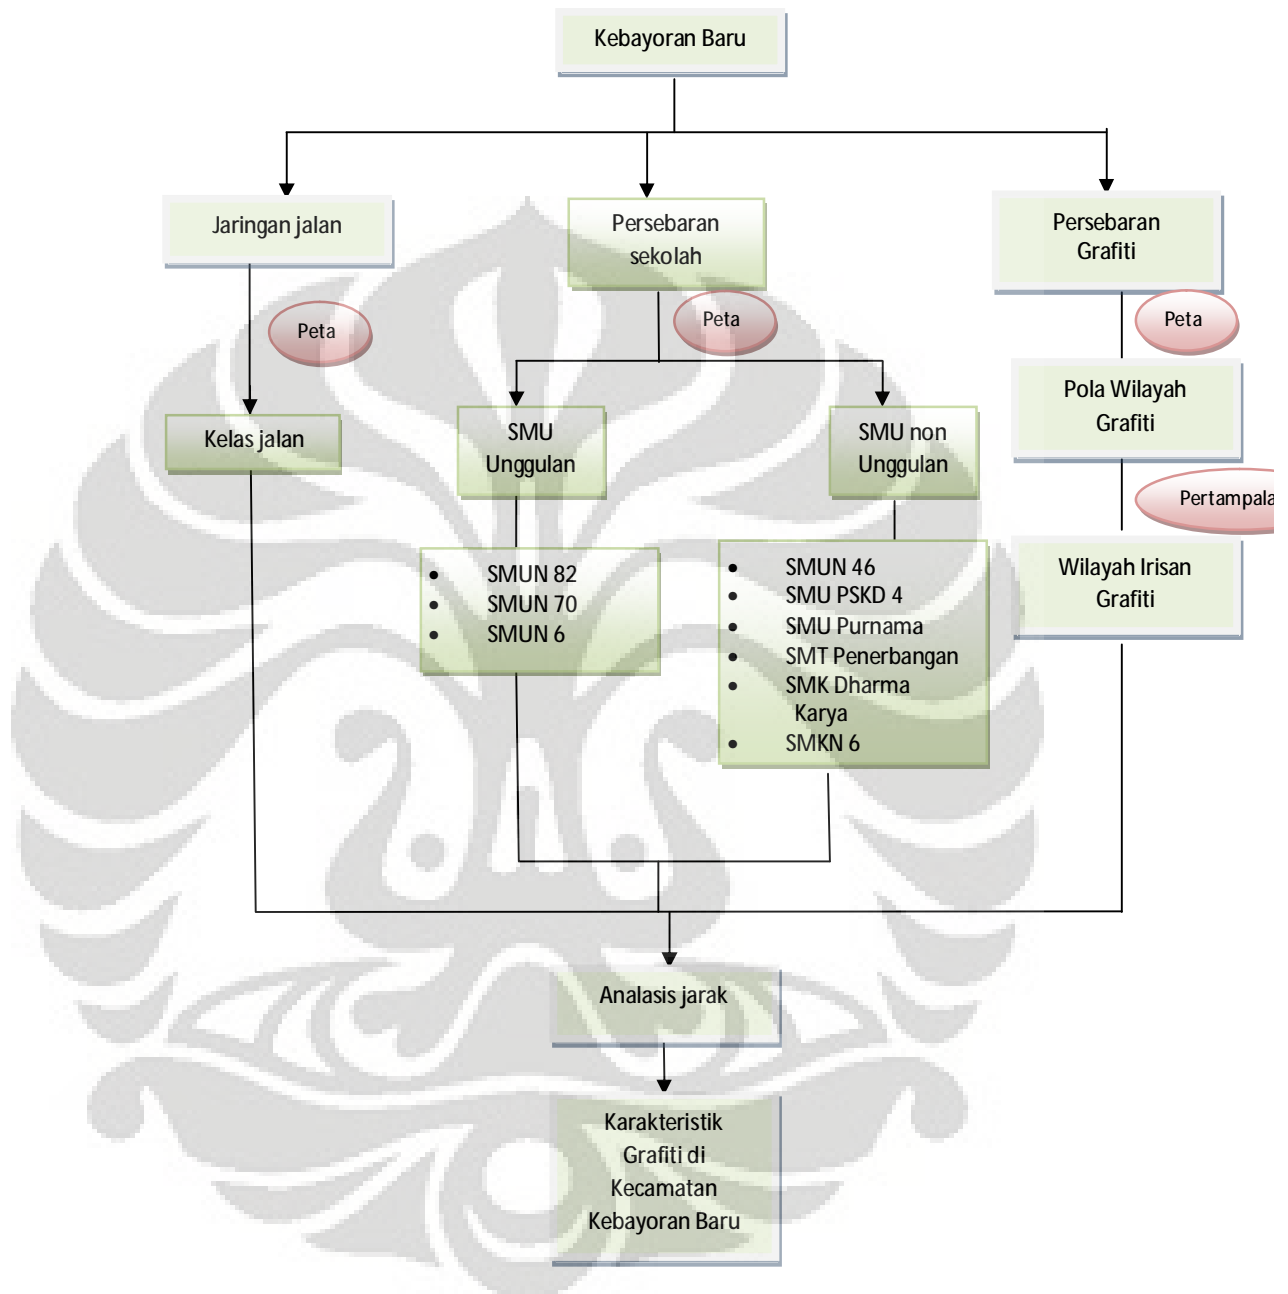 Kebayoran Baru
Jaringan jalan
Persebaran
sekolah
Persebaran
Grafiti
Peta
Peta
Peta
Kelas jalan
SMU
Unggulan
SMU non
Unggulan
Pola Wilayah
Grafiti
Pertampala
• SMUN 82
• SMUN 70
• SMUN 6
• SMUN 46
• SMU PSKD 4
• SMU Purnama
• SMT Penerbangan
• SMK Dharma
Karya
• SMKN 6
Wilayah Irisan
Grafiti
Analasis jarak
Karakteristik
Grafiti di
Kecamatan
Kebayoran Baru